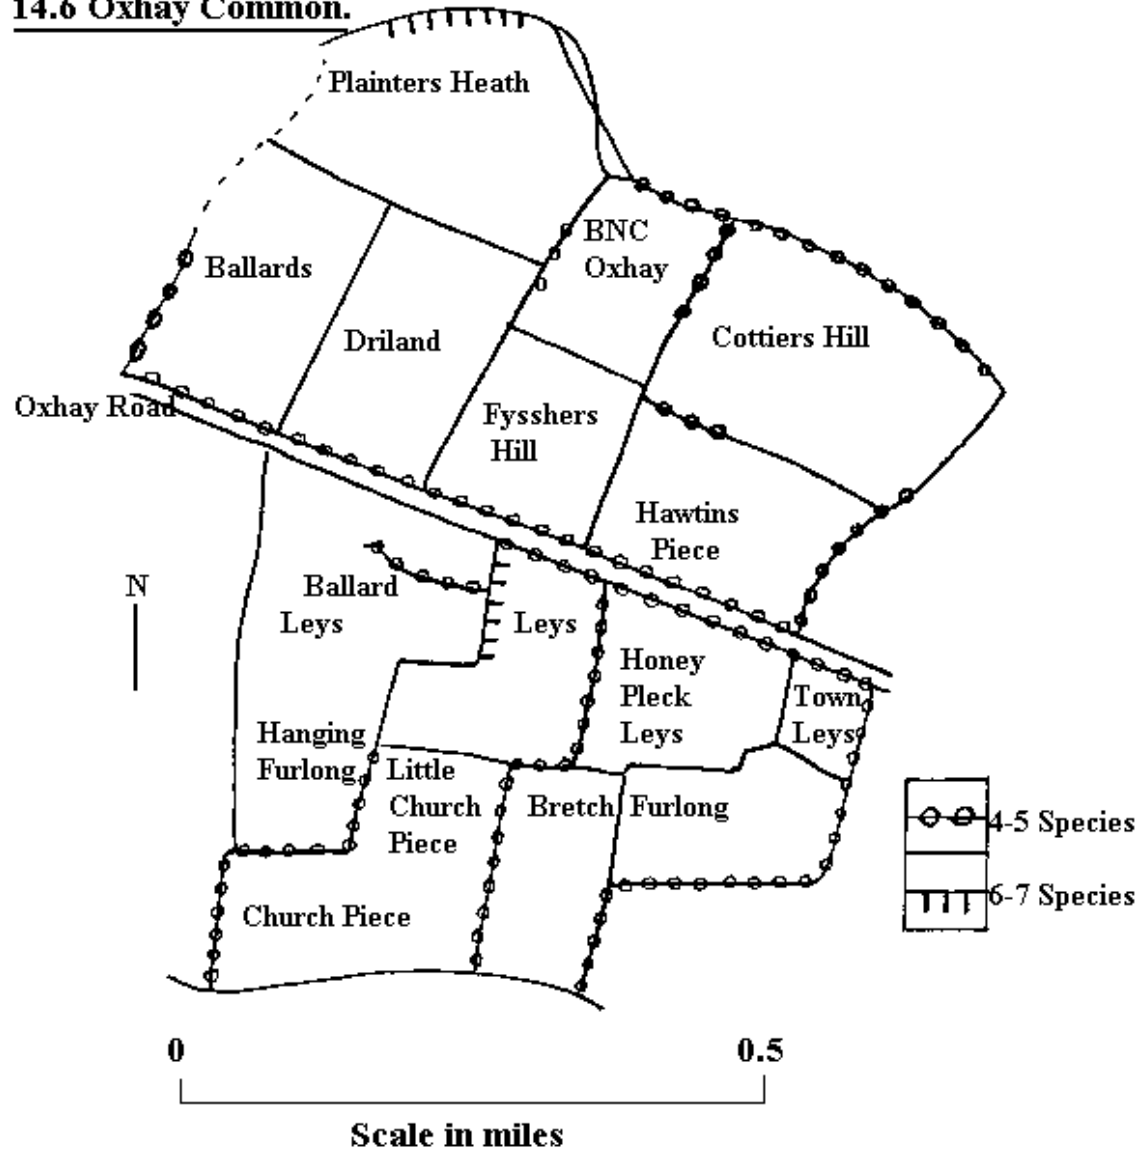 14.6 Oxhay Common.
Plainters Heath
BNC
Oxhay
Ballards
Driland
Cottiers Hill
Oxhay Road
Fysshers
Hill
Hawtins
Piece
N
Ballard
Leys
Leys
Honey
Pleck
Leys
Town
Leys
Hanging
Furlong
Little
Church
Piece
Bretch Furlong
4-5 Species
6-7 Species
Church Piece
0 0.5
Scale in miles